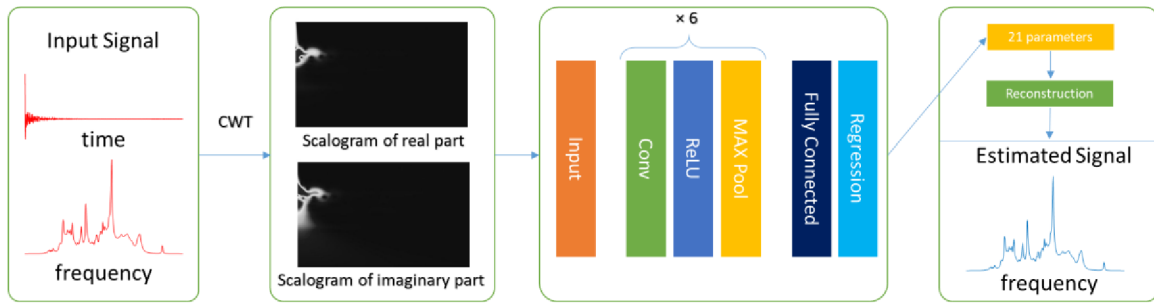 Input Signal
time
frequency
CWT
Scalogram of real part
Scalogram of imaginary part
× 6
Input
Conv
ReLU
MAX Pool
Fully Connected
Regression
21 parameters
Reconstruction
Estimated Signal
frequency